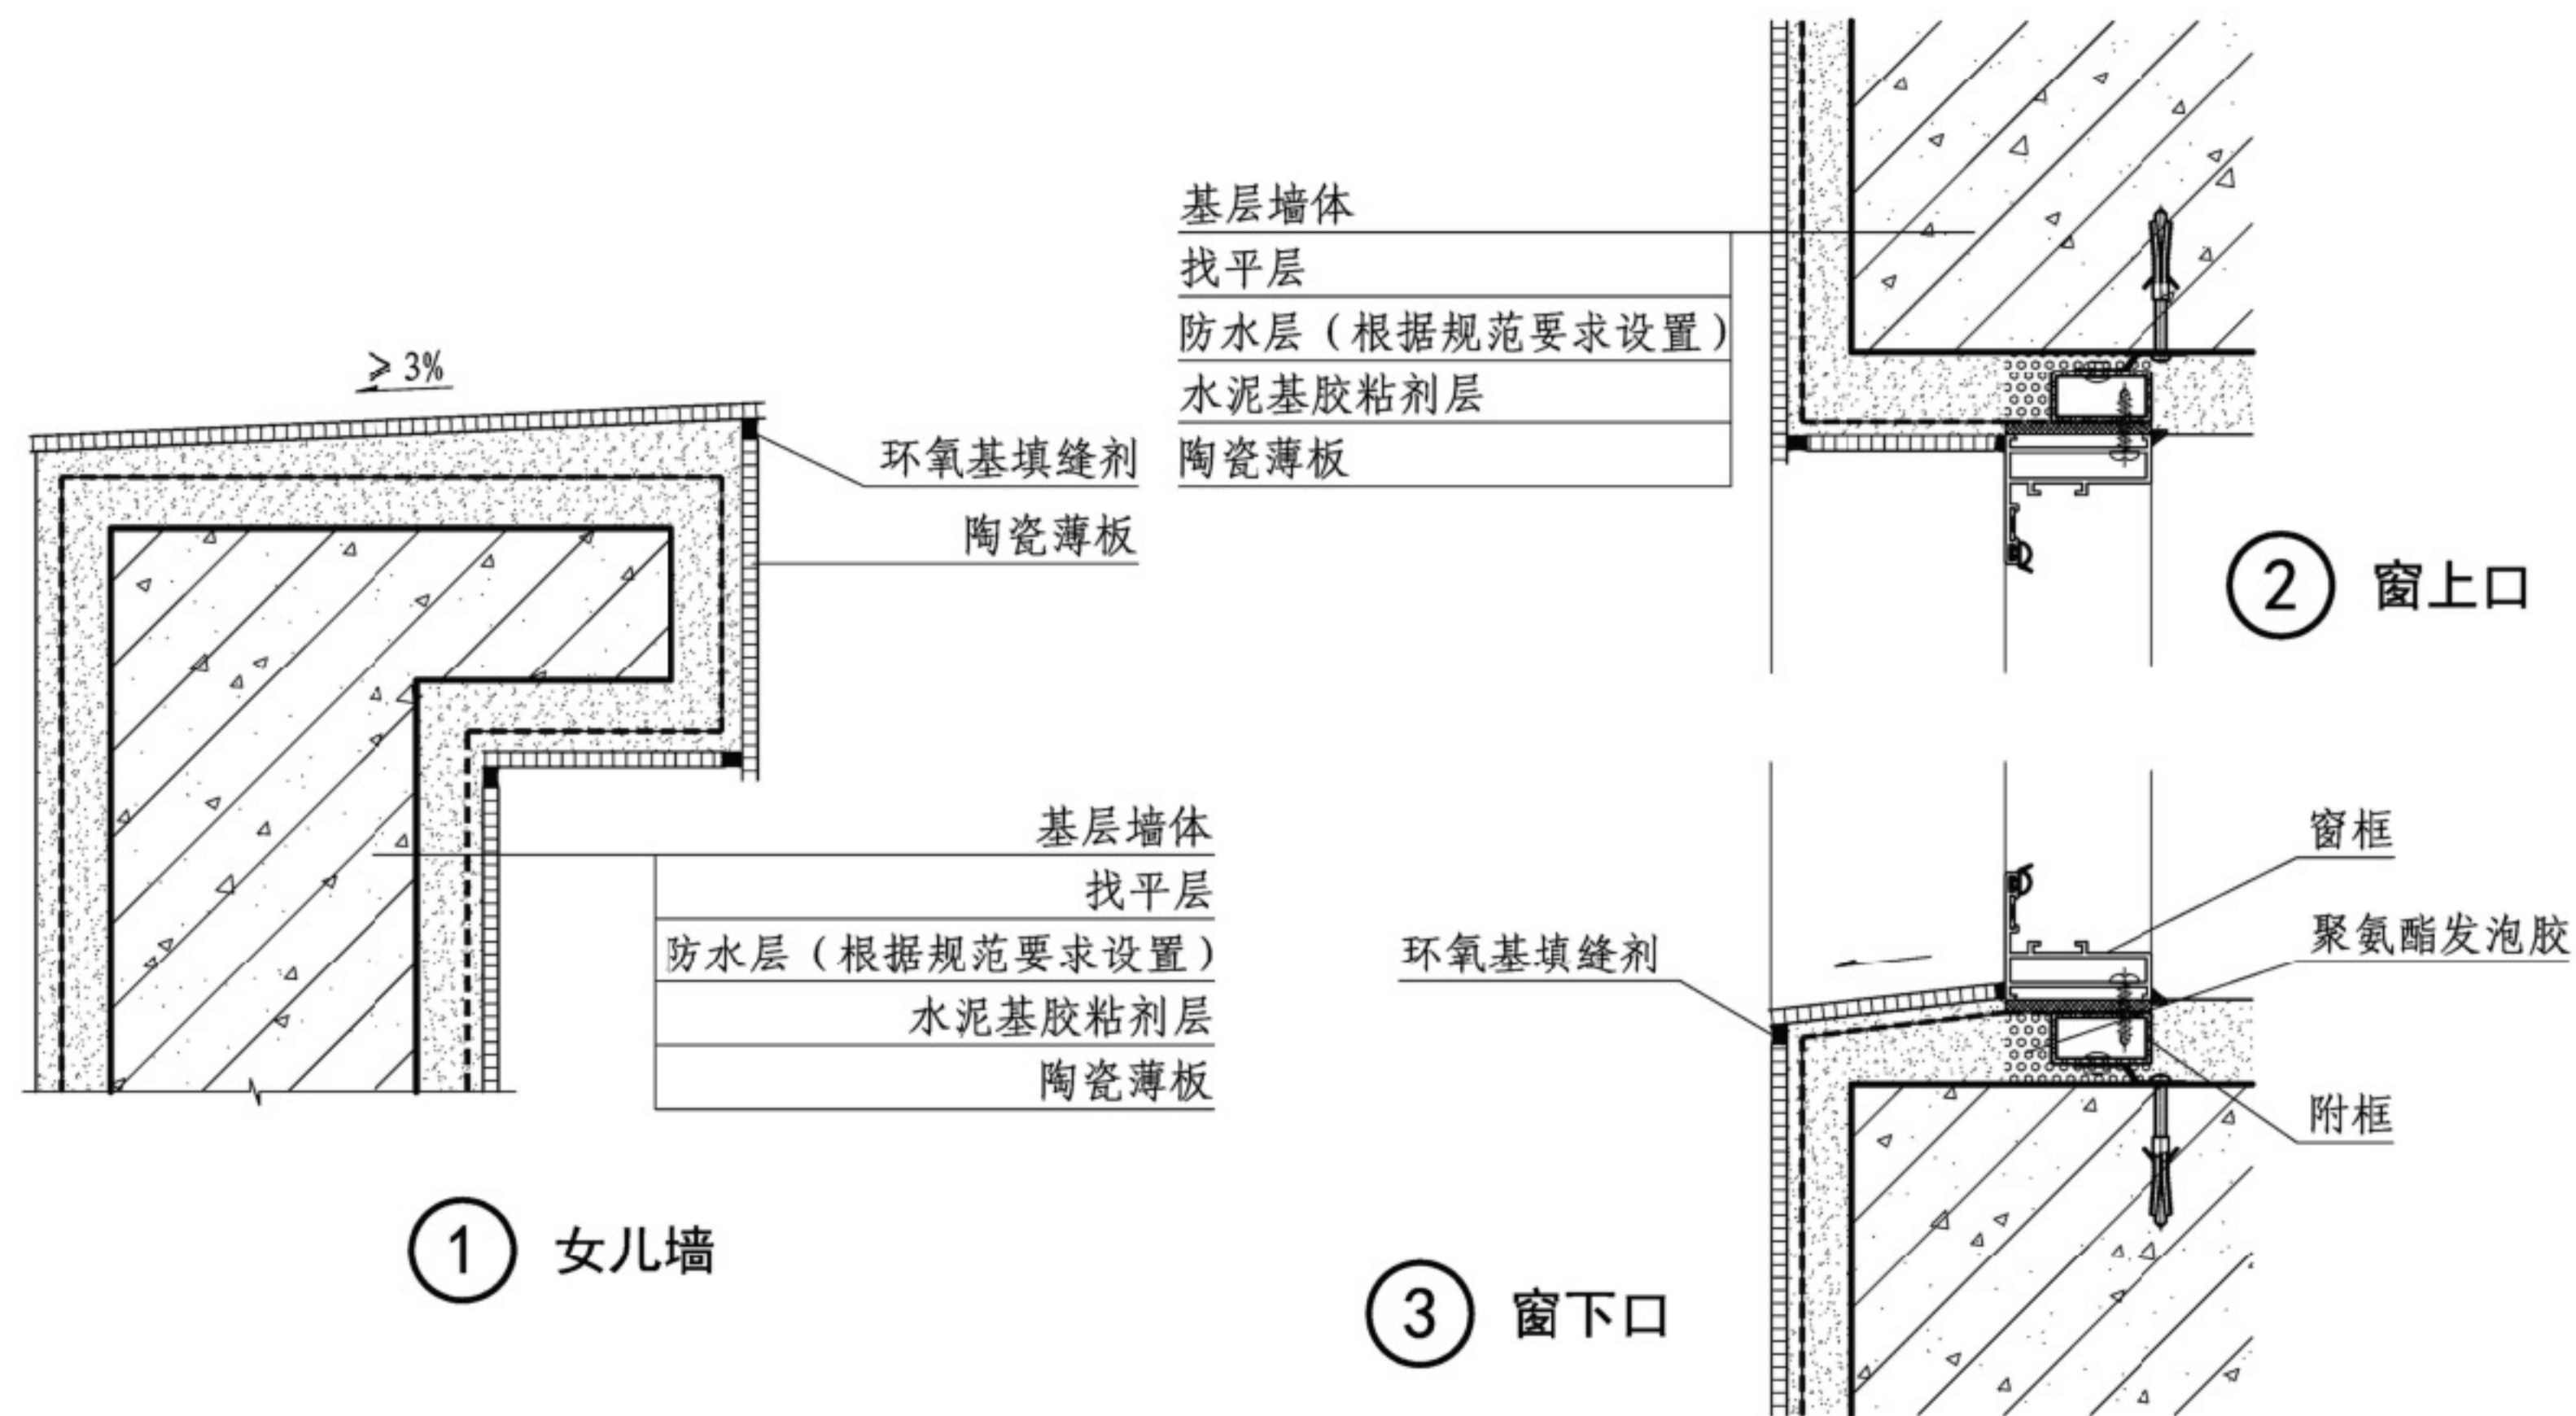 ≥3%
环氧基填缝剂
陶瓷薄板
基层墙体
找平层
防水层（根据规范要求设置）
水泥基胶粘剂层
陶瓷薄板
1 女儿墙
基层墙体
找平层
防水层（根据规范要求设置）
水泥基胶粘剂层
陶瓷薄板
2 窗上口
窗框
聚氨酯发泡胶
环氧基填缝剂
附框
3 窗下口